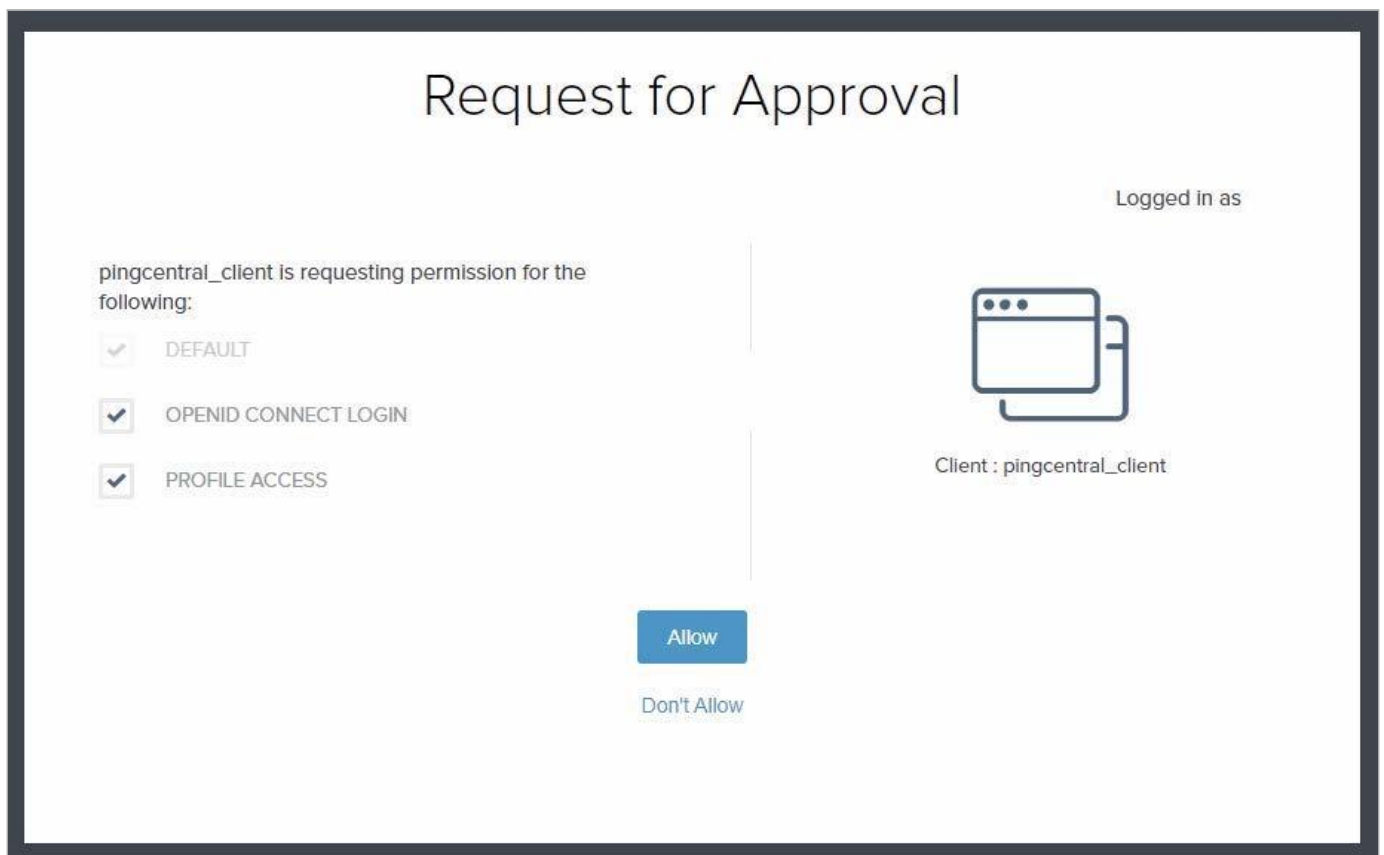 Request for Approval
Logged in as
pingcentral_client is requesting permission for the
following:
DEFAULT
OPENID CONNECT LOGIN
PROFILE ACCESS
Client : pingcentral_client
Allow
Don't Allow